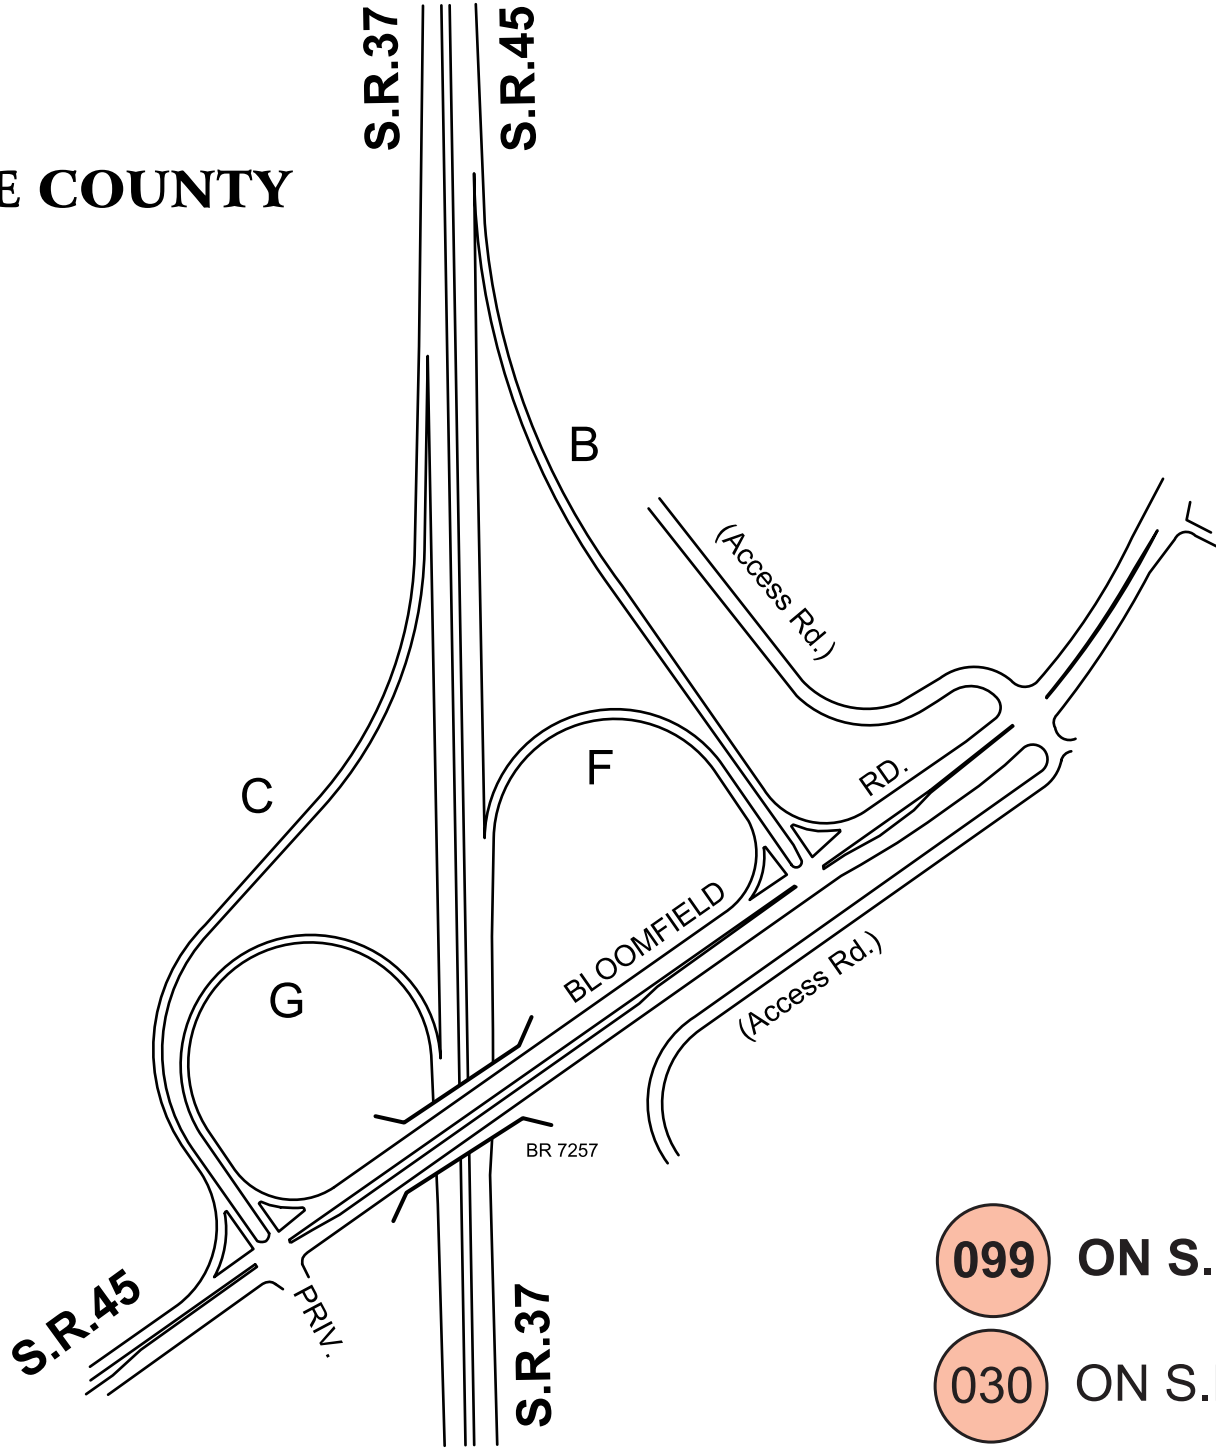 S.R.37
S.R.45
E COUNTY
B
(Access Rd.)
C
F
RD.
G
BLOOMFIELD
(Access Rd.)
BR 7257
S.R.45
PRIV.
S.R.37
099 ON S.
030 ON S.